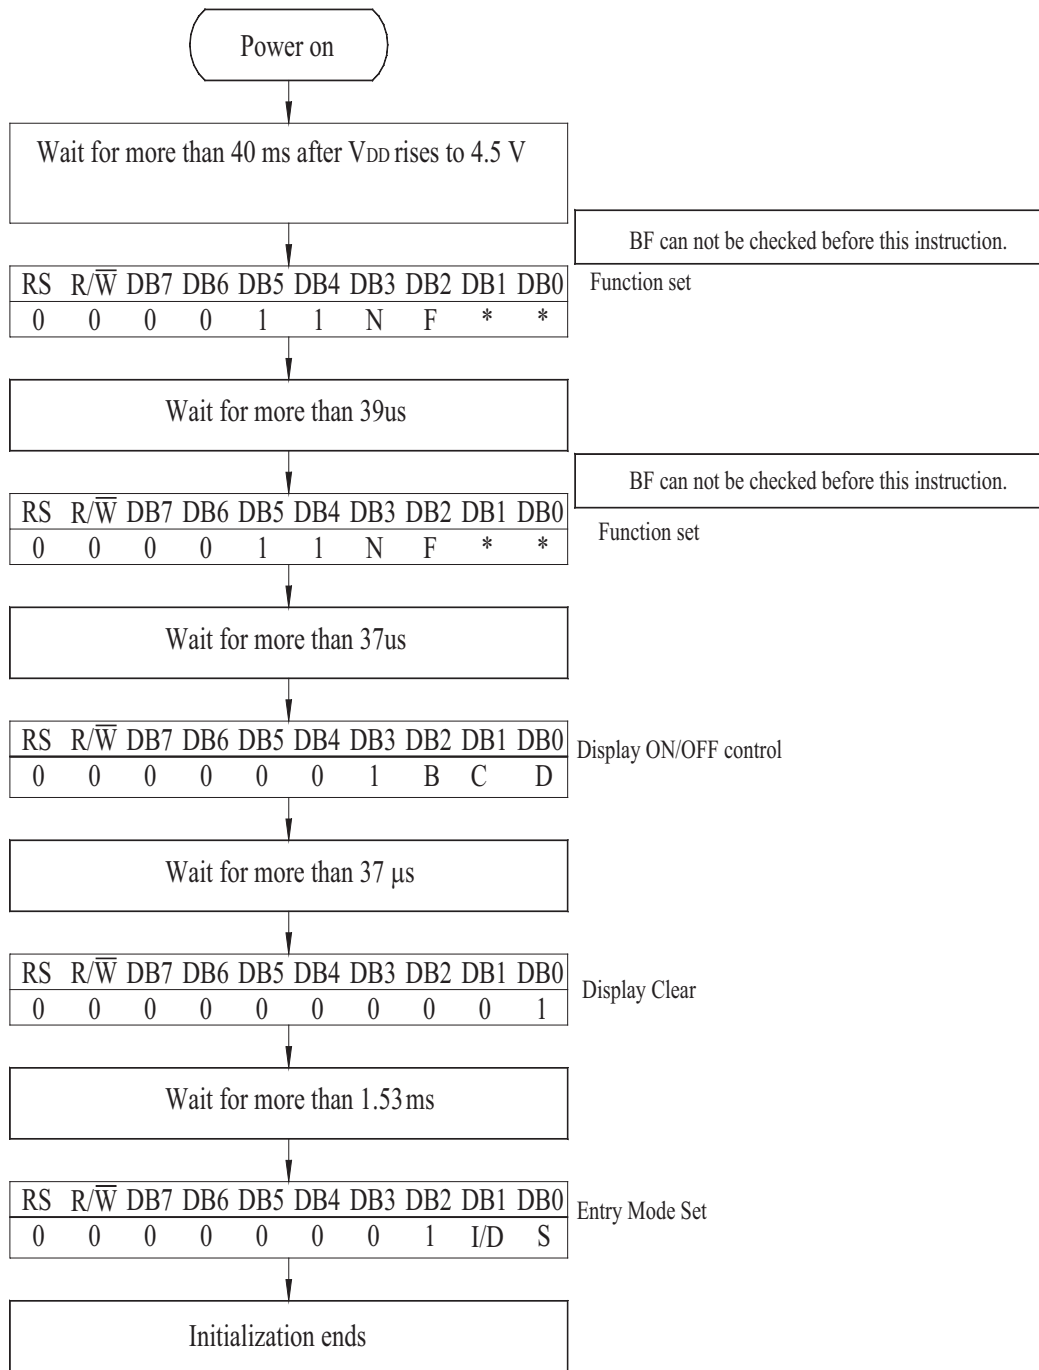 Power on
Wait for more than 40 ms after VDD rises to 4.5 V
BF can not be checked before this instruction.
RS R/W̅ DB7 DB6 DB5 DB4 DB3 DB2 DB1 DB0
Function set
0 0 0 0 1 1 N F * *
Wait for more than 39us
BF can not be checked before this instruction.
RS R/W̅ DB7 DB6 DB5 DB4 DB3 DB2 DB1 DB0
Function set
0 0 0 0 1 1 N F * *
Wait for more than 37us
RS R/W̅ DB7 DB6 DB5 DB4 DB3 DB2 DB1 DB0
Display ON/OFF control
0 0 0 0 0 0 1 B C D
Wait for more than 37 μs
RS R/W̅ DB7 DB6 DB5 DB4 DB3 DB2 DB1 DB0
Display Clear
0 0 0 0 0 0 0 0 0 1
Wait for more than 1.53ms
RS R/W̅ DB7 DB6 DB5 DB4 DB3 DB2 DB1 DB0
Entry Mode Set
0 0 0 0 0 0 0 1 I/D S
Initialization ends